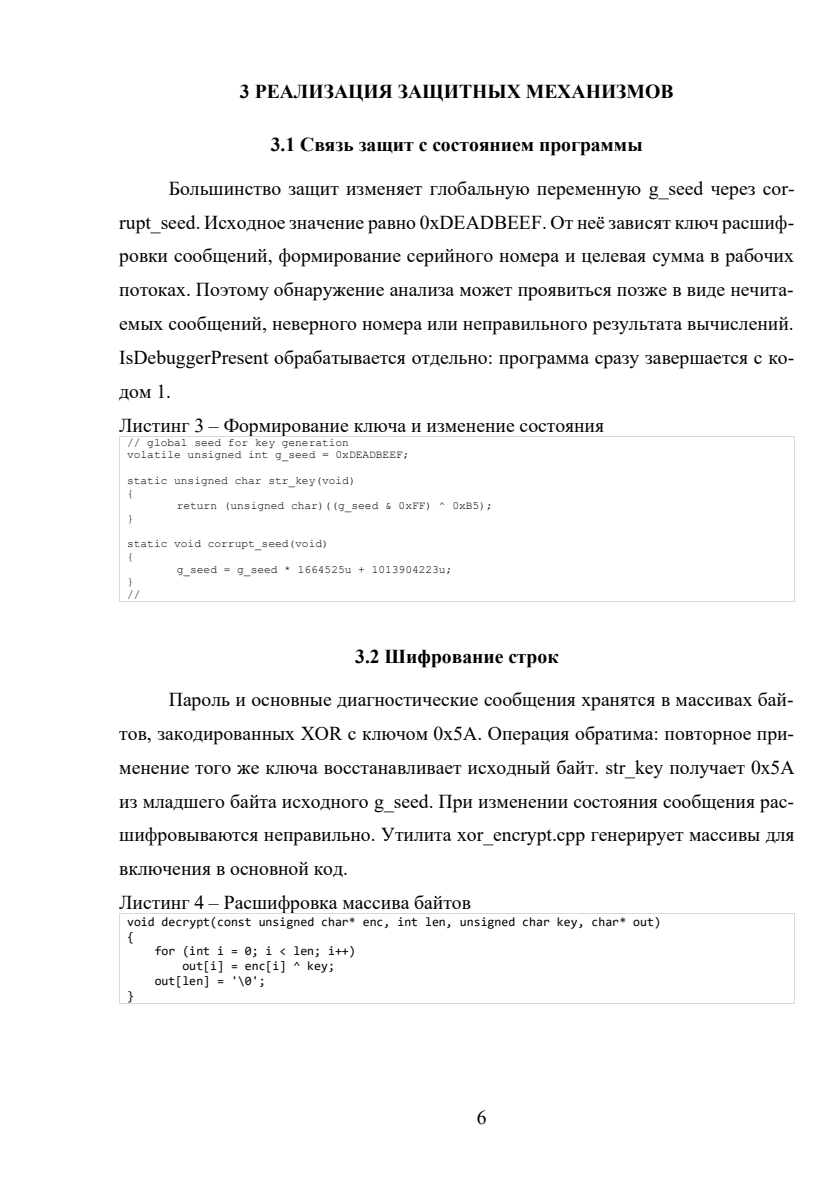 3 РЕАЛИЗАЦИЯ ЗАЩИТНЫХ МЕХАНИЗМОВ
3.1 Связь защит с состоянием программы
Большинство защит изменяет глобальную переменную g_seed через cor-
rupt_seed. Исходное значение равно 0xDEADBEEF. От неё зависят ключ расшиф-
ровки сообщений, формирование серийного номера и целевая сумма в рабочих
потоках. Поэтому обнаружение анализа может проявиться позже в виде нечита-
емых сообщений, неверного номера или неправильного результата вычислений.
IsDebuggerPresent обрабатывается отдельно: программа сразу завершается с ко-
дом 1.
Листинг 3 – Формирование ключа и изменение состояния
// global seed for key generation
volatile unsigned int g_seed = 0xDEADBEEF;
static unsigned char str_key(void)
{
return (unsigned char)((g_seed & 0xFF) ^ 0xB5);
}
static void corrupt_seed(void)
{
g_seed = g_seed * 1664525u + 1013904223u;
}
//
3.2 Шифрование строк
Пароль и основные диагностические сообщения хранятся в массивах бай-
тов, закодированных XOR с ключом 0x5A. Операция обратима: повторное при-
менение того же ключа восстанавливает исходный байт. str_key получает 0x5A
из младшего байта исходного g_seed. При изменении состояния сообщения рас-
шифровываются неправильно. Утилита xor_encrypt.cpp генерирует массивы для
включения в основной код.
Листинг 4 – Расшифровка массива байтов
void decrypt(const unsigned char* enc, int len, unsigned char key, char* out)
{
for (int i = 0; i < len; i++)
out[i] = enc[i] ^ key;
out[len] = '\0';
}
6